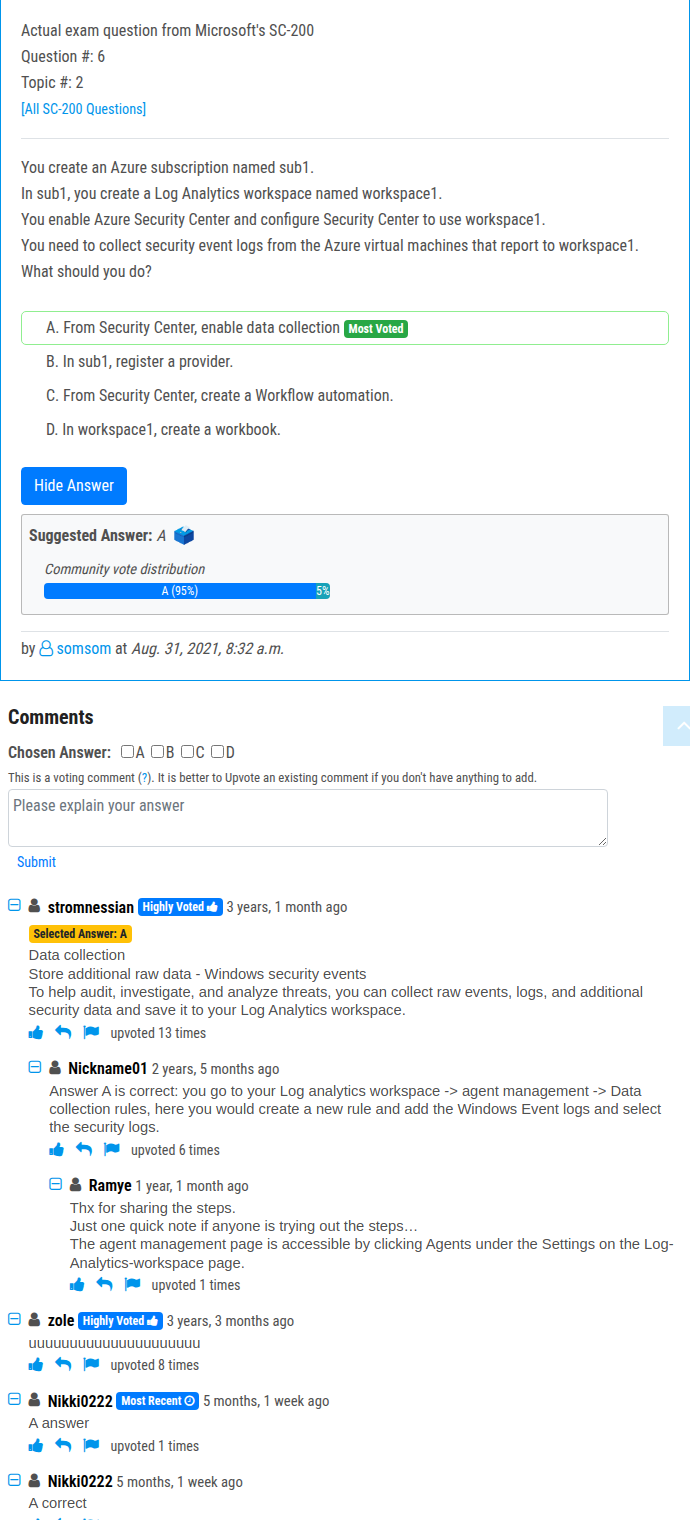 Actual exam question from Microsoft's SC-200
Question #: 6
Topic #: 2
[All SC-200 Questions]
You create an Azure subscription named sub1.
In sub1, you create a Log Analytics workspace named workspace1.
You enable Azure Security Center and configure Security Center to use workspace1.
You need to collect security event logs from the Azure virtual machines that report to workspace1.
What should you do?
A. From Security Center, enable data collection Most Voted
B. In sub1, register a provider.
C. From Security Center, create a Workflow automation.
D. In workspace1, create a workbook.
Hide Answer
Suggested Answer: A
Community vote distribution
A (95%) 5%
by somsom at Aug. 31, 2021, 8:32 a.m.
Comments
Chosen Answer: A B C D
This is a voting comment (?). It is better to Upvote an existing comment if you don't have anything to add.
Please explain your answer
Submit
stromnessian Highly Voted 3 years, 1 month ago
Selected Answer: A
Data collection
Store additional raw data - Windows security events
To help audit, investigate, and analyze threats, you can collect raw events, logs, and additional
security data and save it to your Log Analytics workspace.
upvoted 13 times
Nickname01 2 years, 5 months ago
Answer A is correct: you go to your Log analytics workspace -> agent management -> Data
collection rules, here you would create a new rule and add the Windows Event logs and select
the security logs.
upvoted 6 times
Ramye 1 year, 1 month ago
Thx for sharing the steps.
Just one quick note if anyone is trying out the steps…
The agent management page is accessible by clicking Agents under the Settings on the Log-
Analytics-workspace page.
upvoted 1 times
zole Highly Voted 3 years, 3 months ago
upvoted 8 times
Nikki0222 Most Recent 5 months, 1 week ago
A answer
upvoted 1 times
Nikki0222 5 months, 1 week ago
A correct